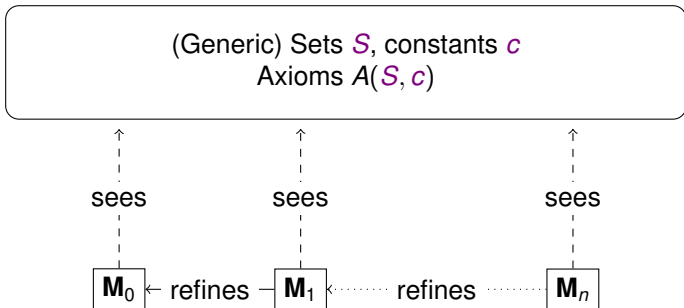 (Generic) Sets S, constants c
Axioms A(S, c)
sees sees sees
M₀ refines M₁ refines Mₙ